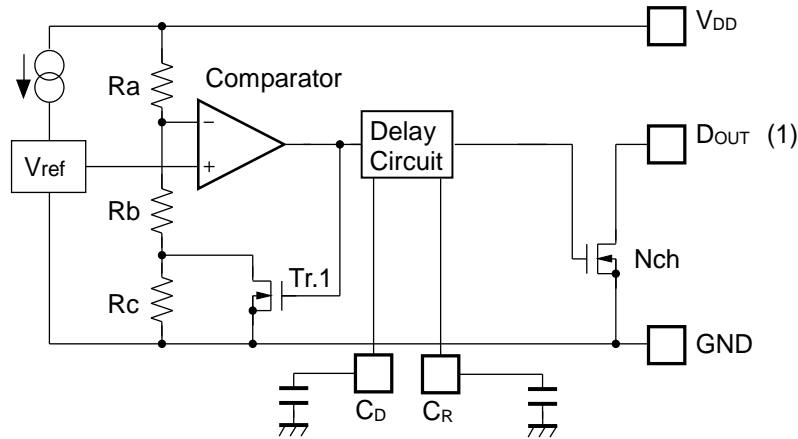 VDD
Ra
Comparator
−
+
Vref
Delay
Circuit
DOUT (1)
Rb
Tr.1
Nch
Rc
GND
CD
CR